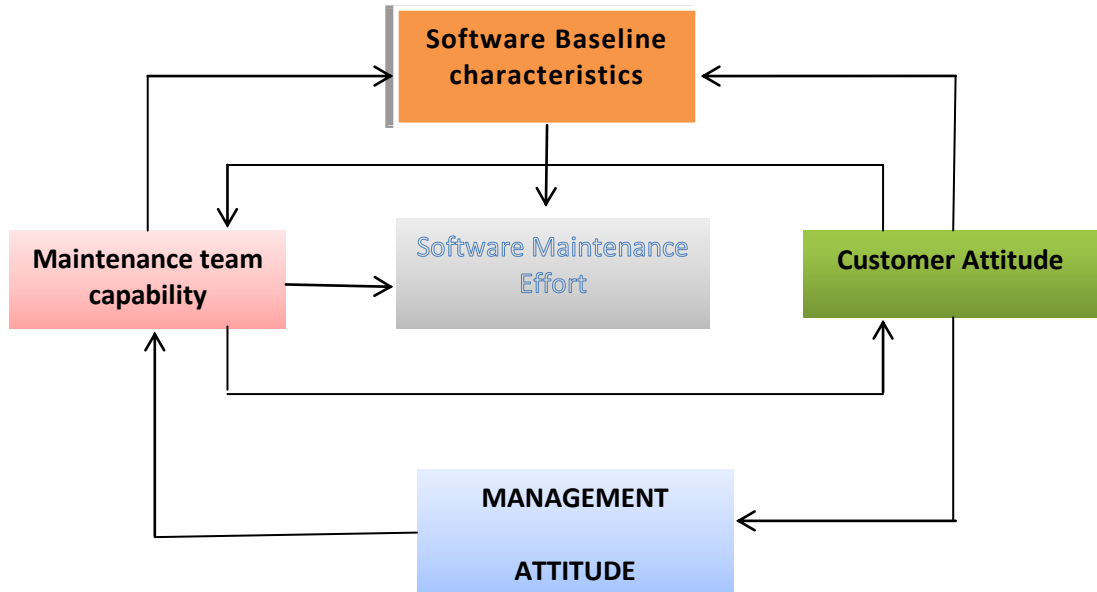 Software Baseline
characteristics
Maintenance team
capability
Software Maintenance
Effort
Customer Attitude
MANAGEMENT
ATTITUDE